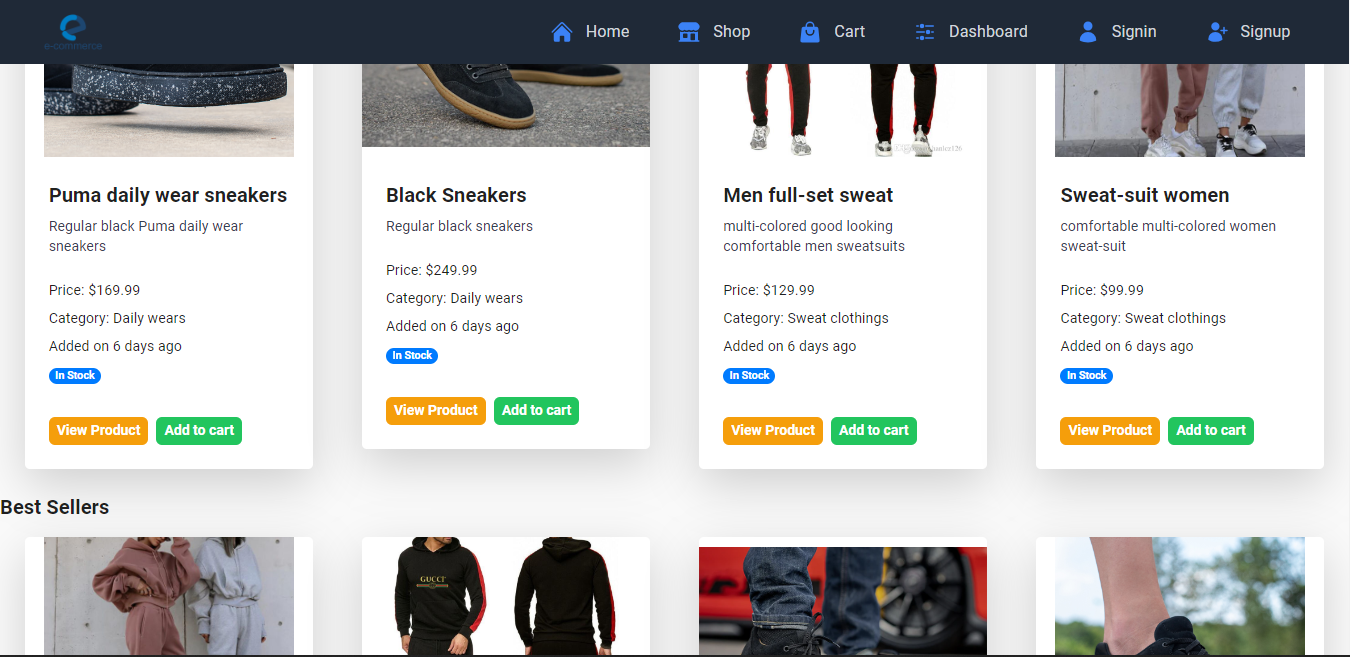 e-commerce
Home
Shop
Cart
Dashboard
Signin
Signup
Puma daily wear sneakers
Regular black Puma daily wear
sneakers
Price: $169.99
Category: Daily wears
Added on 6 days ago
In Stock
View Product
Add to cart
Black Sneakers
Regular black sneakers
Price: $249.99
Category: Daily wears
Added on 6 days ago
In Stock
View Product
Add to cart
Men full-set sweat
multi-colored good looking
comfortable men sweatsuits
Price: $129.99
Category: Sweat clothings
Added on 6 days ago
In Stock
View Product
Add to cart
Sweat-suit women
comfortable multi-colored women
sweat-suit
Price: $99.99
Category: Sweat clothings
Added on 6 days ago
In Stock
View Product
Add to cart
Best Sellers
GUCCI